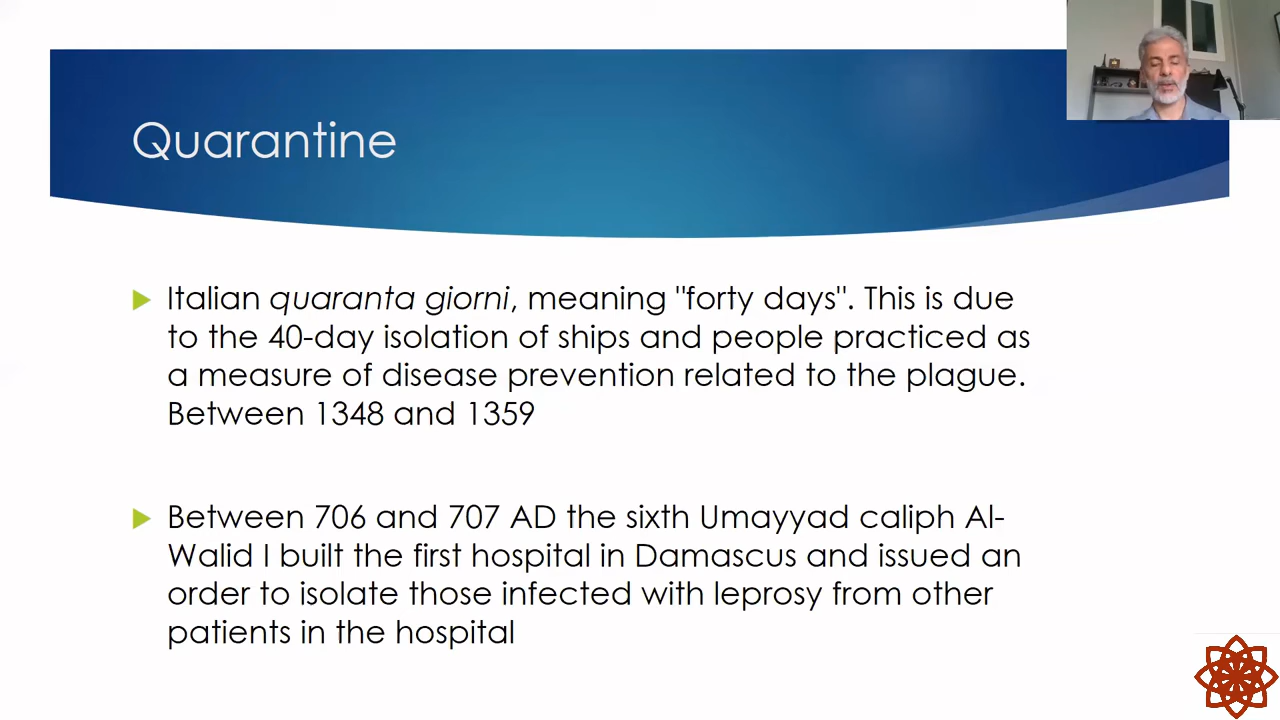 Quarantine
Italian quaranta giorni, meaning "forty days". This is due
to the 40-day isolation of ships and people practiced as
a measure of disease prevention related to the plague.
Between 1348 and 1359
Between 706 and 707 AD the sixth Umayyad caliph Al-
Walid I built the first hospital in Damascus and issued an
order to isolate those infected with leprosy from other
patients in the hospital